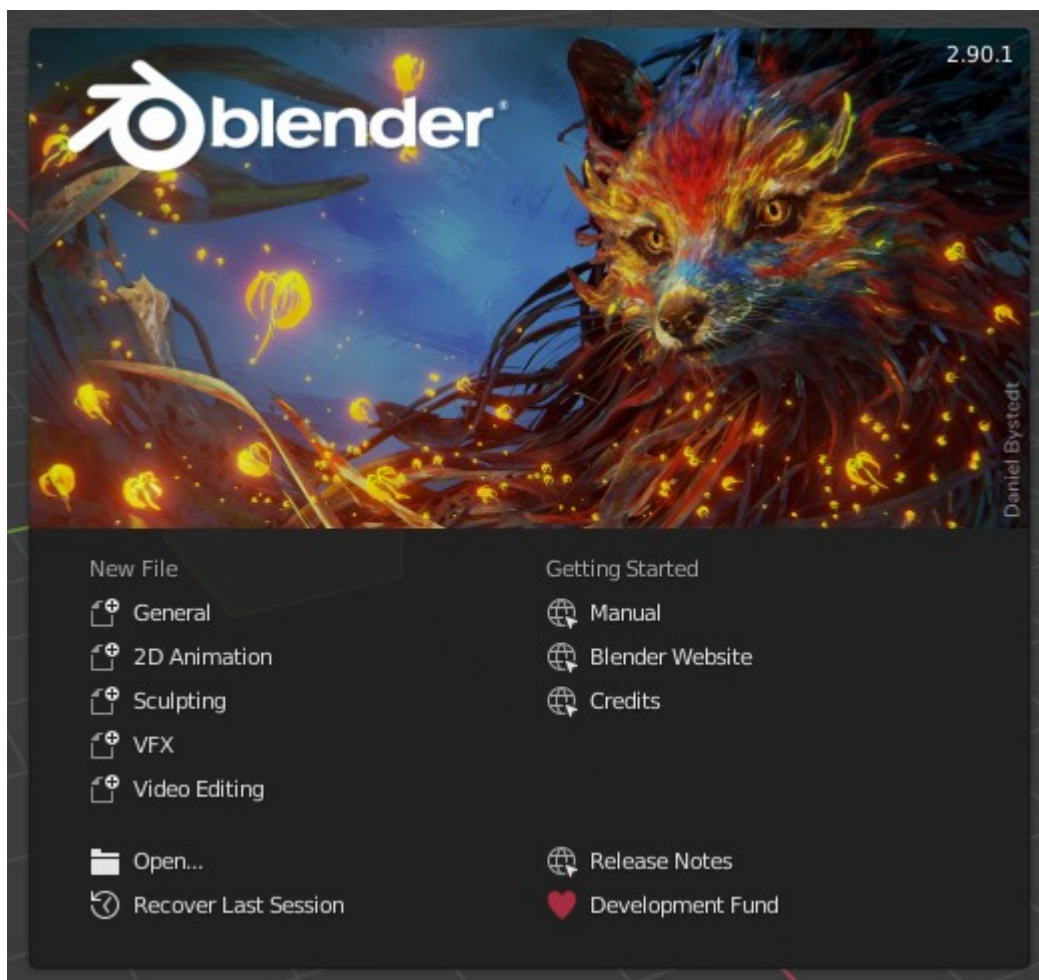 2.90.1
blender®
Daniel Bystedt
New File
General
2D Animation
Sculpting
VFX
Video Editing
Open...
Recover Last Session
Getting Started
Manual
Blender Website
Credits
Release Notes
Development Fund